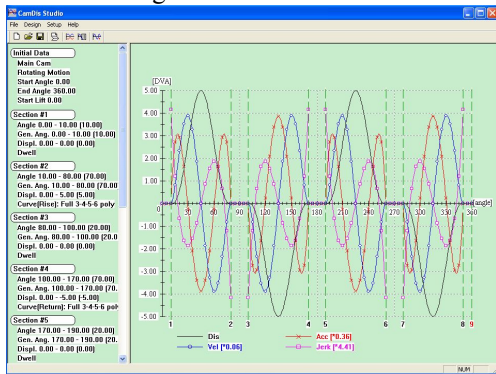 CamDis Studio
File Design Setup Help
Initial Data
Main Cam
Rotating Motion
Start Angle 0.00
End Angle 360.00
Start Lift 0.00
Section #1
Angle 0.00 - 10.00 (10.00)
Gen. Ang. 0.00 - 10.00 (10.00)
Displ. 0.00 - 0.00 (0.00)
Dwell
Section #2
Angle 10.00 - 80.00 (70.00)
Gen. Ang. 10.00 - 80.00 (70.00
Displ. 0.00 - 5.00 (5.00)
Curve(Rise): Full 3-4-5-6 poly
Section #3
Angle 80.00 - 100.00 (20.00)
Gen. Ang. 80.00 - 100.00 (20.0
Displ. 0.00 - 0.00 (0.00)
Dwell
Section #4
Angle 100.00 - 170.00 (70.00)
Gen. Ang. 100.00 - 170.00 (70.
Displ. 0.00 - -5.00 (-5.00)
Curve(Return): Full 3-4-5-6 poly
Section #5
Angle 170.00 - 190.00 (20.00)
Gen. Ang. 170.00 - 190.00 (20.
Displ. 0.00 - 0.00 (0.00)
Dwell
[DVA]
5.00
4.00
3.00
2.00
1.00
0 30 60 90 120 150 180 210 240 270 300 330 360 [angle]
-1.00
-2.00
-3.00
-4.00
-5.00
1 2 3 4 5 6 7 8 9
Dis Acc [*0.36]
Vel [*0.86] Jerk [*4.41]
NUM